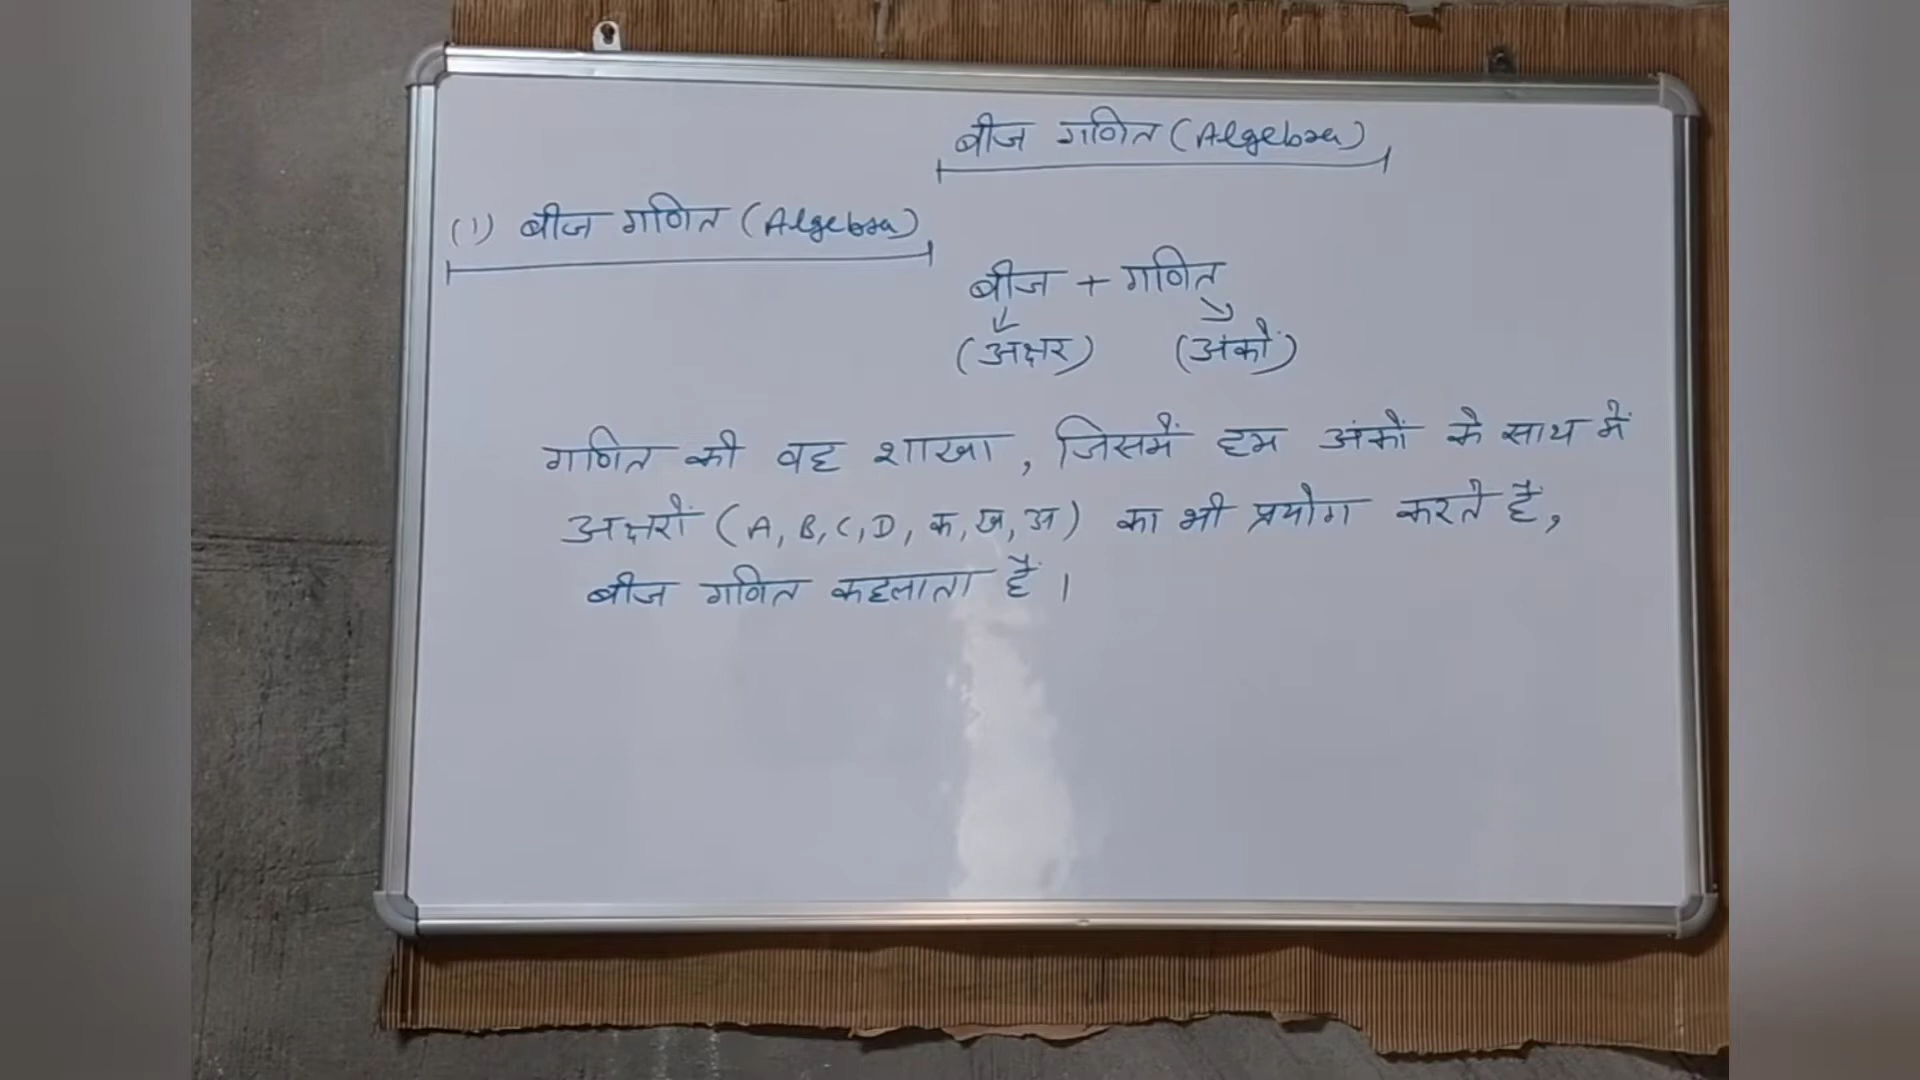 बीज गणित (Algebra)
(1) बीज गणित (Algebra)
बीज + गणित
(अक्षर) (अंकों)
गणित की वह शाखा, जिसमें हम अंकों के साथ में
अक्षरों (A, B, C, D, क, ख, अ) का भी प्रयोग करते हैं,
बीज गणित कहलाता है।